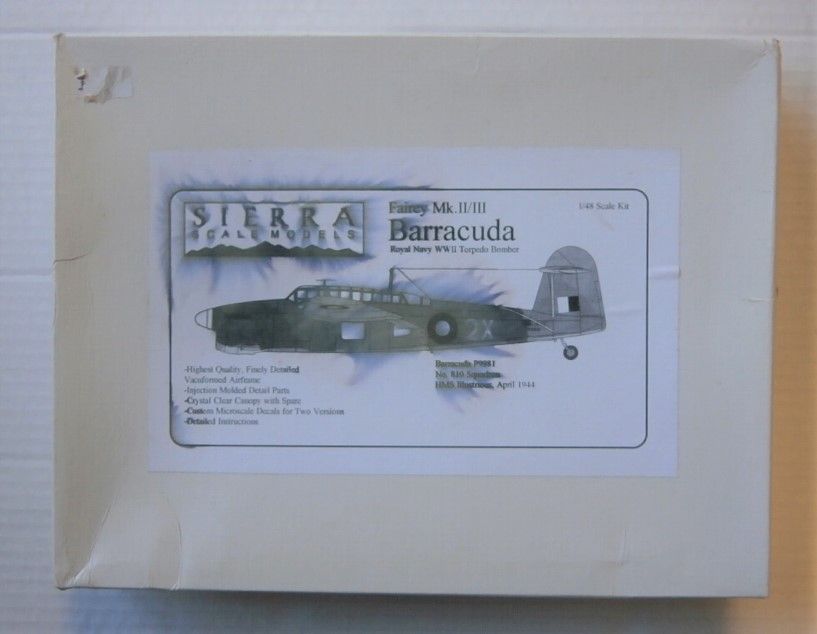 SIERRA
SCALE MODELS
Fairey Mk.II/III
Barracuda
Royal Navy WWII Torpedo Bomber
1/48 Scale Kit
2X
-Highest Quality, Finely Detailed
Vacuformed Airframe
-Injection Molded Detail Parts
-Crystal Clear Canopy with Spare
-Custom Microscale Decals for Two Versions
-Detailed Instructions
Barracuda P9981
No. 810 Squadron
HMS Illustrious, April 1944